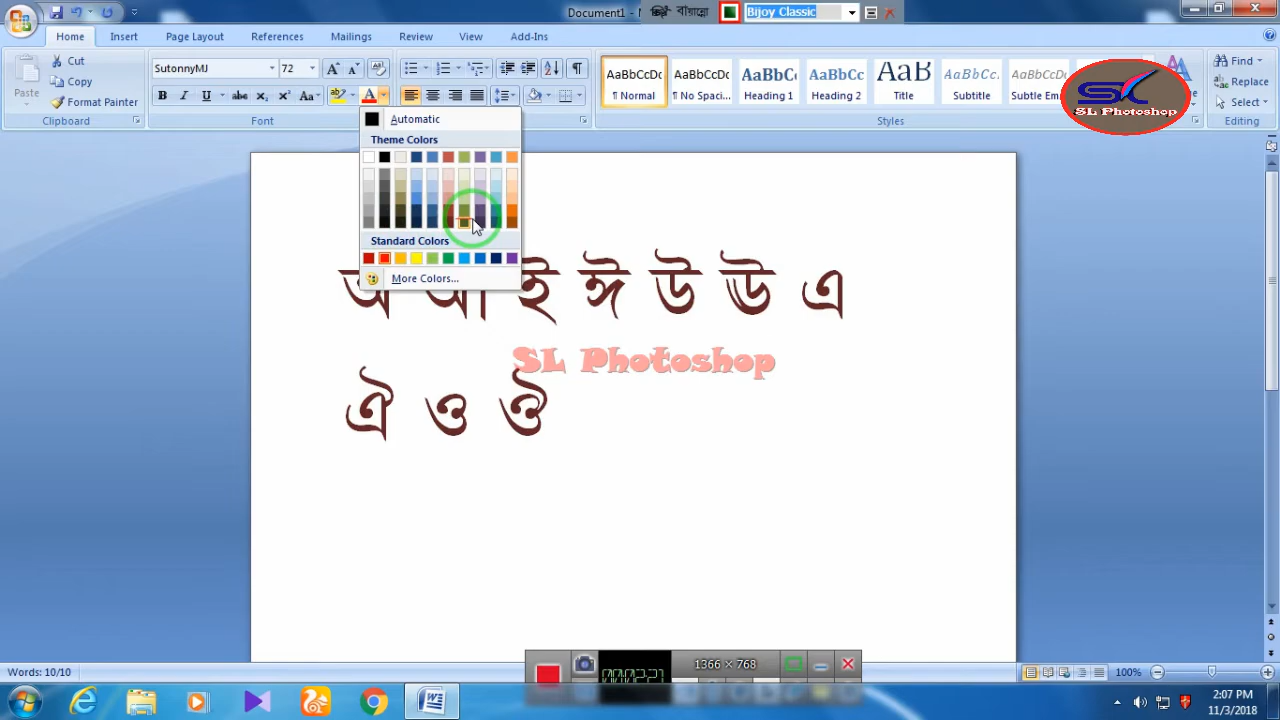 Document1 - বায়ান্নো Bijoy Classic
Home Insert Page Layout References Mailings Review View Add-Ins
Paste Cut Copy Format Painter
SutonnyMJ 72
AaBbCcDc ¶ Normal AaBbCcDc ¶ No Spaci... AaBbC Heading 1 AaBbCc Heading 2 AaB Title AaBbCc. Subtitle AaBbCcDc Subtle Em
Find Replace Select
Clipboard Font Styles Editing
SL Photoshop
Automatic
Theme Colors
Standard Colors
More Colors...
অ আ ই ঈ উ ঊ এ
SL Photoshop
ঐ ও ঔ
1366 × 768
Words: 10/10 100%
2:07 PM
11/3/2018